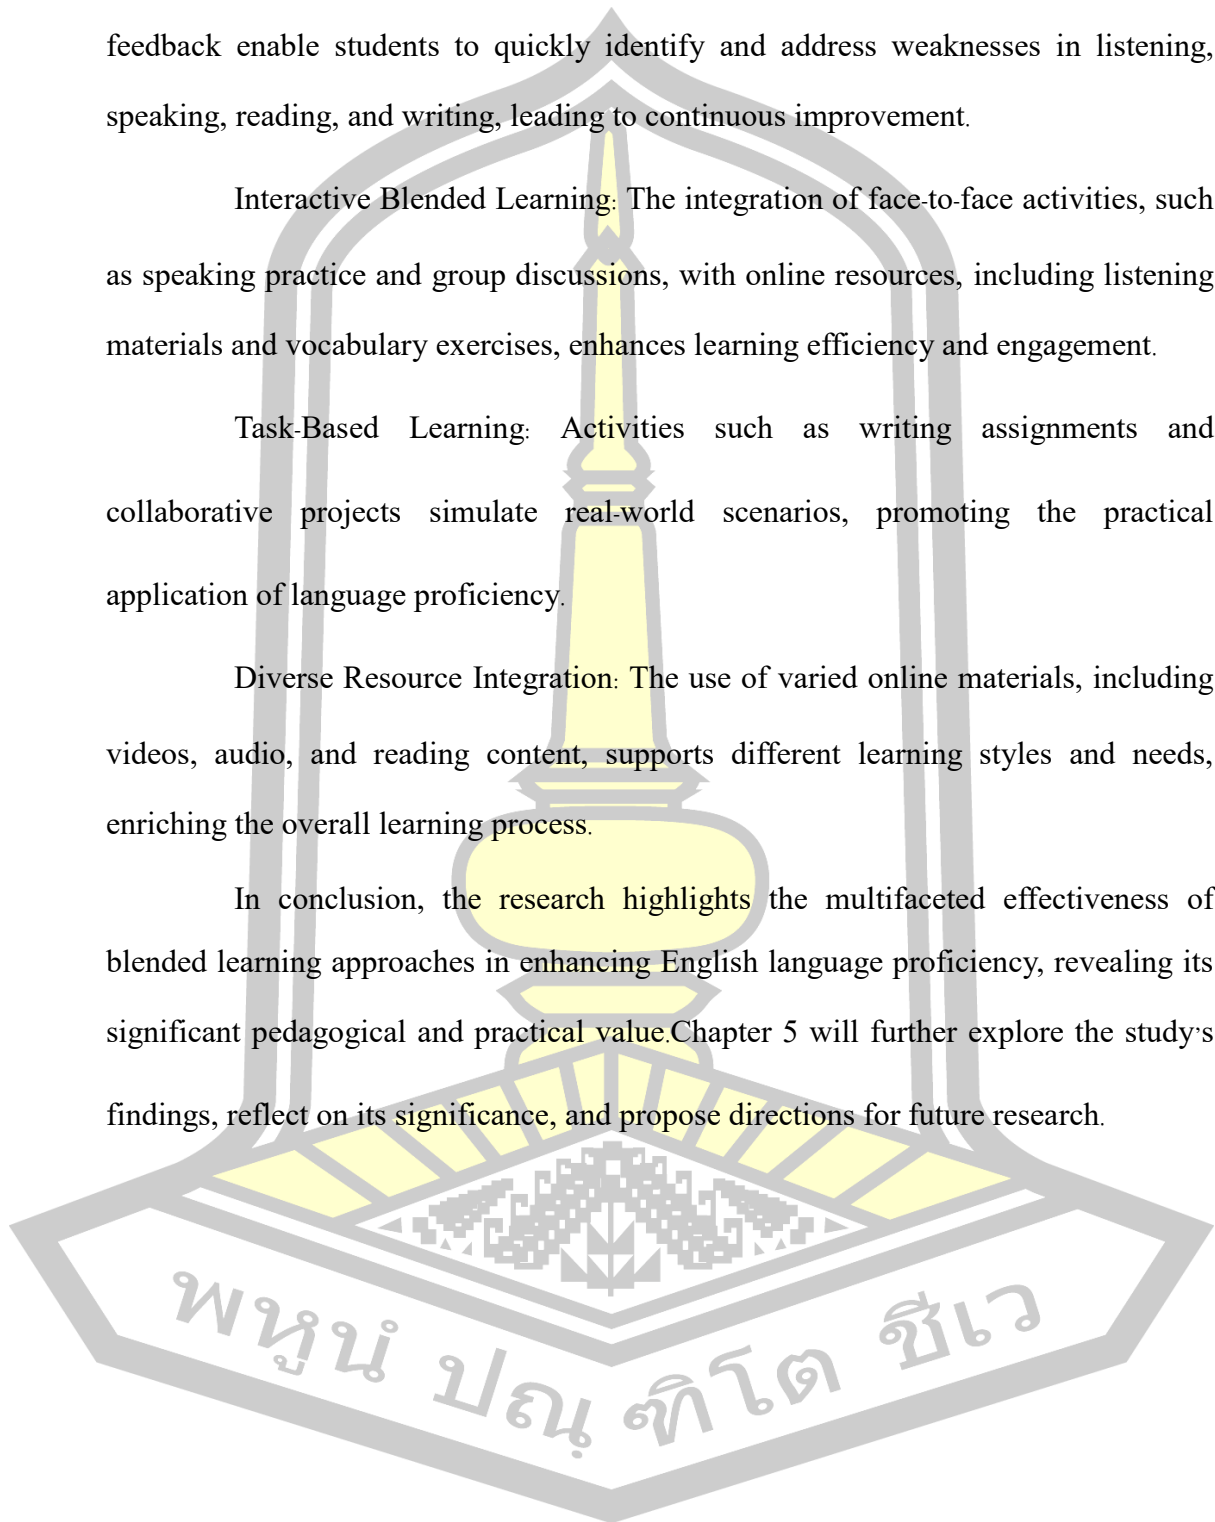 feedback enable students to quickly identify and address weaknesses in listening,
speaking, reading, and writing, leading to continuous improvement.
Interactive Blended Learning: The integration of face-to-face activities, such
as speaking practice and group discussions, with online resources, including listening
materials and vocabulary exercises, enhances learning efficiency and engagement.
Task-Based Learning: Activities such as writing assignments and
collaborative projects simulate real-world scenarios, promoting the practical
application of language proficiency.
Diverse Resource Integration: The use of varied online materials, including
videos, audio, and reading content, supports different learning styles and needs,
enriching the overall learning process.
In conclusion, the research highlights the multifaceted effectiveness of
blended learning approaches in enhancing English language proficiency, revealing its
significant pedagogical and practical value.Chapter 5 will further explore the study's
findings, reflect on its significance, and propose directions for future research.
พหูนํ ปณฺฑิโต ชีเว